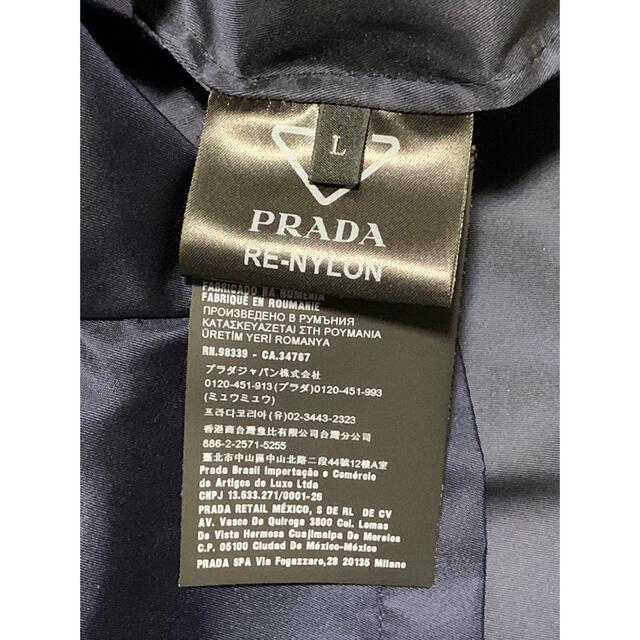 L
PRADA
RE-NYLON
FABRICADO NA ROMÊNIA
FABRIQUÉ EN ROUMANIE
ПРОИЗВЕДЕНО В РУМЪНИЯ
ΚΑΤΑΣΚΕΥΑΖΕΤΑΙ ΣΤΗ ΡΟΥΜΑΝΙΑ
ÜRETİM YERİ ROMANYA
RN.98339 - CA.34767
プラダジャパン株式会社
0120-451-913(プラダ)0120-451-993
(ミュウミュウ)
프라다코리아(유)02-3443-2323
香港商台灣意比有限公司台灣分公司
886-2-2571-5255
臺北市中山區中山北路二段44號12樓A室
Prada Brasil Importação e Comércio
de Artigos de Luxo Ltda
CNPJ 13.633.271/0001-26
PRADA RETAIL MÉXICO, S DE RL DE CV
AV. Vasco De Quiroga 3800 Col. Lomas
De Vista Hermosa Cuajimalpa De Morelos
C.P. 05100 Ciudad De México-México
PRADA SPA Via Fogazzaro,28 20135 Milano